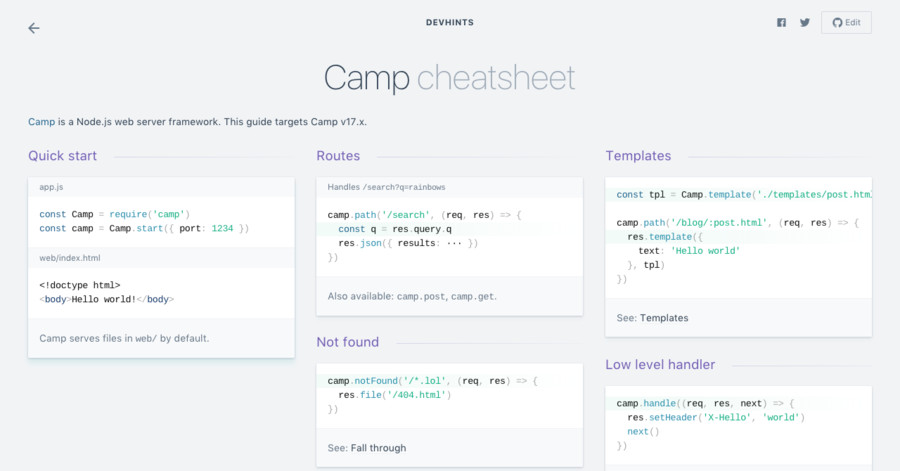 DEVHINTS
Edit
Camp cheatsheet
Camp is a Node.js web server framework. This guide targets Camp v17.x.
Quick start
app.js
const Camp = require('camp')
const camp = Camp.start({ port: 1234 })
web/index.html
<!doctype html>
<body>Hello world!</body>
Camp serves files in web/ by default.
Routes
Handles /search?q=rainbows
camp.path('/search', (req, res) => {
  const q = res.query.q
  res.json({ results: ··· })
})
Also available: camp.post, camp.get.
Not found
camp.notFound('/*.lol', (req, res) => {
  res.file('/404.html')
})
See: Fall through
Templates
const tpl = Camp.template('./templates/post.html
camp.path('/blog/:post.html', (req, res) => {
  res.template({
    text: 'Hello world'
  }, tpl)
})
See: Templates
Low level handler
camp.handle((req, res, next) => {
  res.setHeader('X-Hello', 'world')
  next()
})